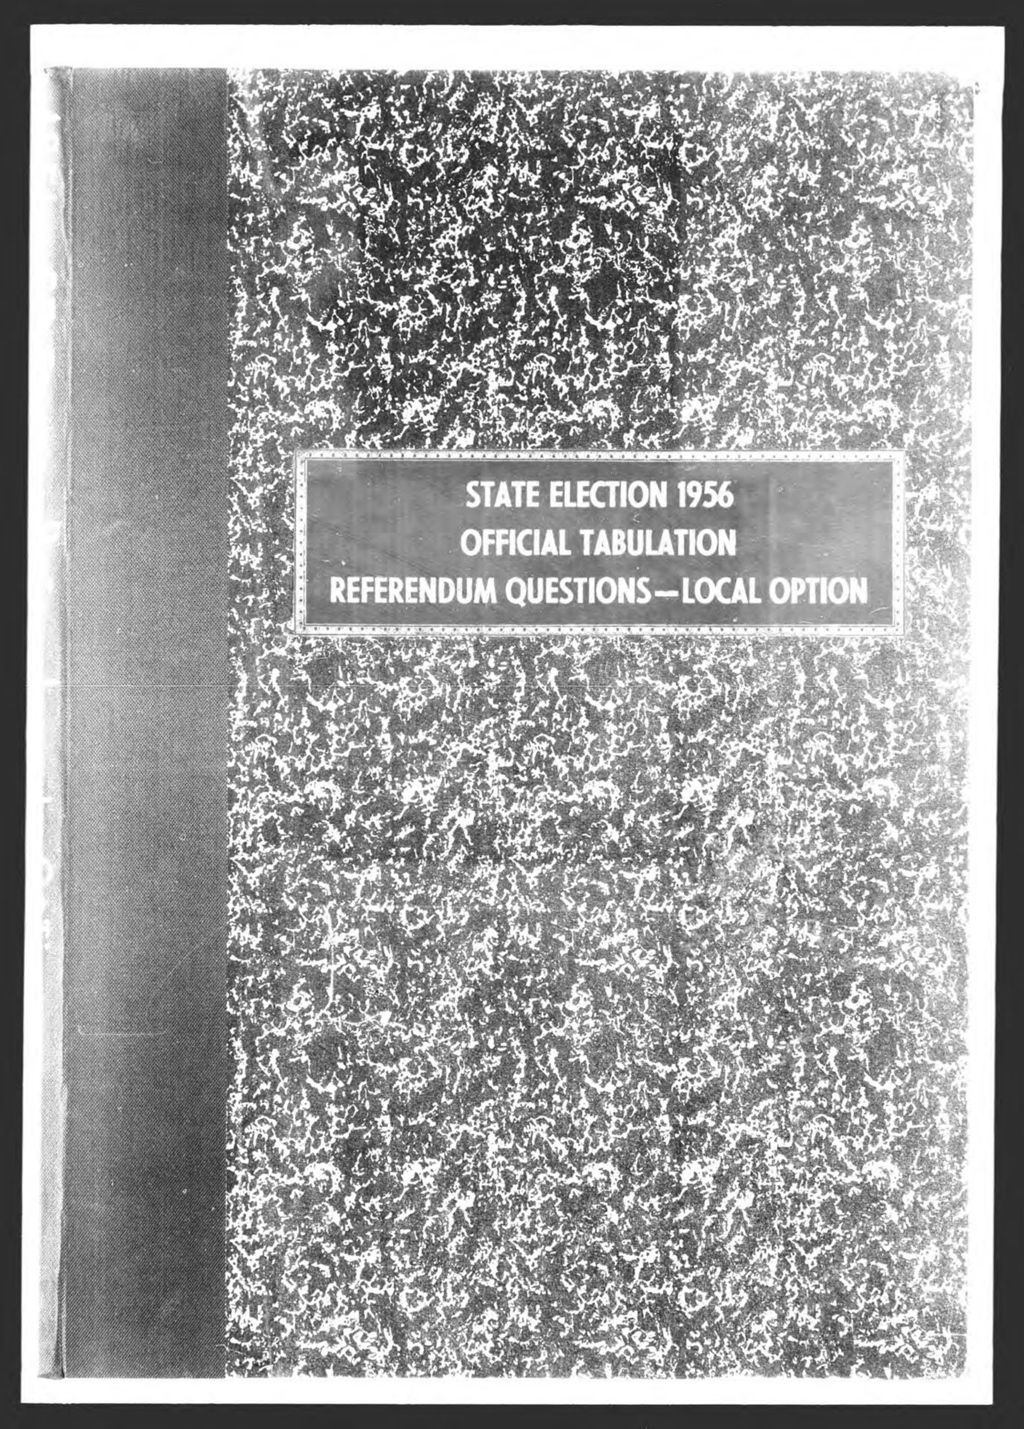 STATE ELECTION 1956
OFFICIAL TABULATION
REFERENDUM QUESTIONS—LOCAL OPTION